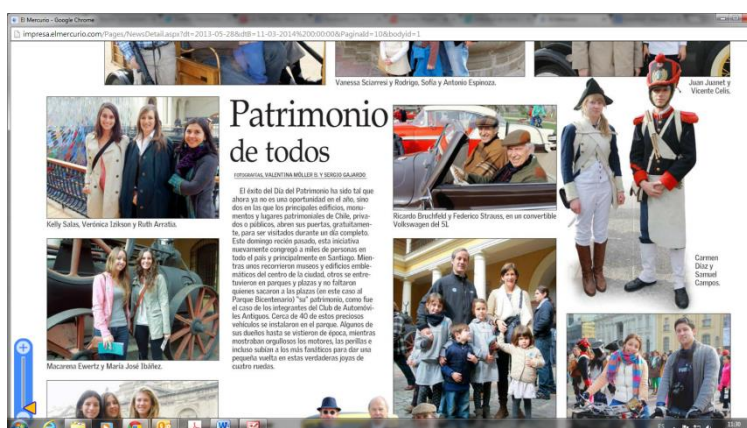 El Mercurio - Google Chrome
impresa.elmercurio.com/Pages/NewsDetail.aspx?dt=2013-05-28&dtB=11-03-2014%200:00:00&PaginaId=10&bodyid=1
Vanessa Sciarresi y Rodrigo, Sofía y Antonio Espinoza.
Juan Juanet y
Vicente Celis.
Patrimonio
de todos
FOTOGRAFÍAS, VALENTINA MÖLLER B. Y SERGIO GAJARDO
El éxito del Día del Patrimonio ha sido tal que
ahora ya no es una oportunidad en el año, sino
dos en las que los principales edificios, monu-
mentos y lugares patrimoniales de Chile, priva-
dos o públicos, abren sus puertas, gratuitamen-
te, para ser visitados durante un día completo.
Este domingo recién pasado, esta iniciativa
nuevamente congregó a miles de personas en
todo el país y principalmente en Santiago. Mien-
tras unos recorrieron museos y edificios emble-
máticos del centro de la ciudad, otros se entre-
tuvieron en parques y plazas y no faltaron
quienes sacaron a las plazas (en este caso al
Parque Bicentenario) "su" patrimonio, como fue
el caso de los integrantes del Club de Automóvi-
les Antiguos. Cerca de 40 de estos preciosos
vehículos se instalaron en el parque. Algunos de
sus dueños hasta se vistieron de época, mientras
mostraban orgullosos los motores, las perillas e
incluso subían a los más fanáticos para dar una
pequeña vuelta en estas verdaderas joyas de
cuatro ruedas.
Kelly Salas, Verónica Izikson y Ruth Arratia.
Ricardo Bruchfeld y Federico Strauss, en un convertible
Volkswagen del 51.
Carmen
Díaz y
Samuel
Campos.
Macarena Ewertz y María José Ibáñez.
11:38